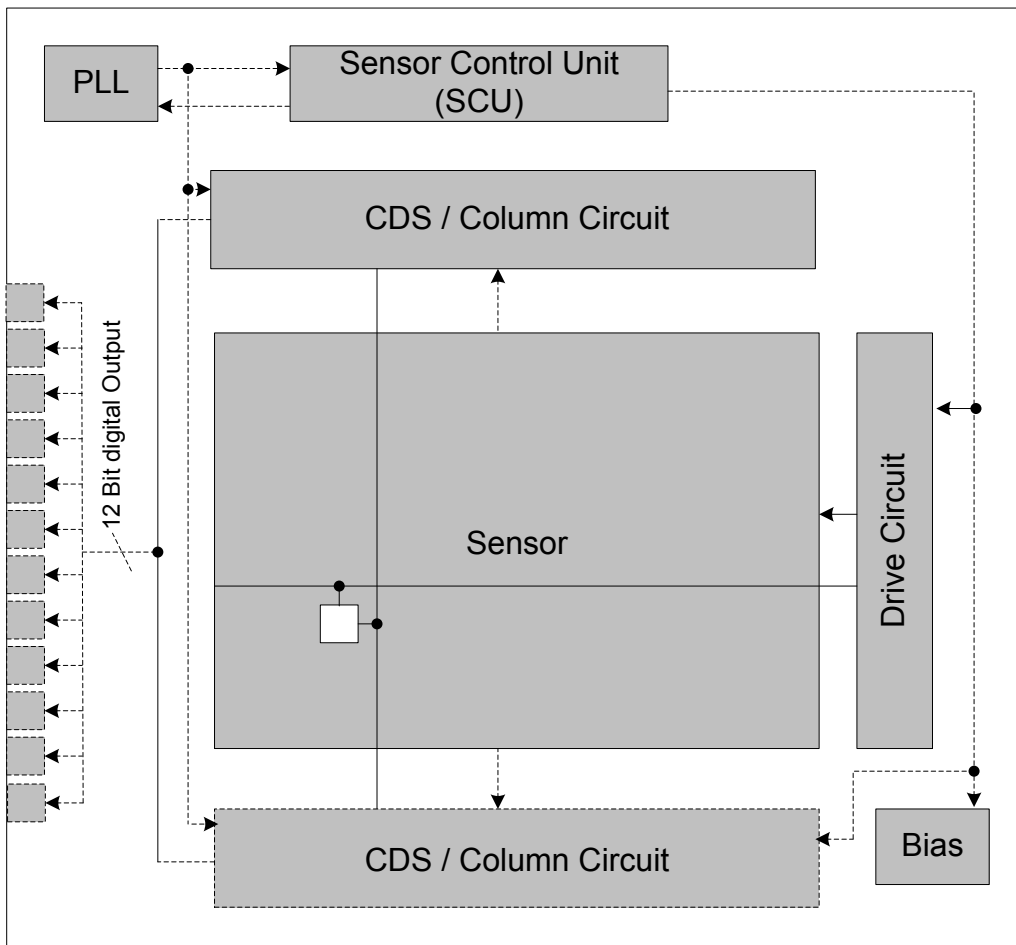 PLL
Sensor Control Unit
(SCU)
CDS / Column Circuit
12 Bit digital Output
Sensor
Drive Circuit
CDS / Column Circuit
Bias